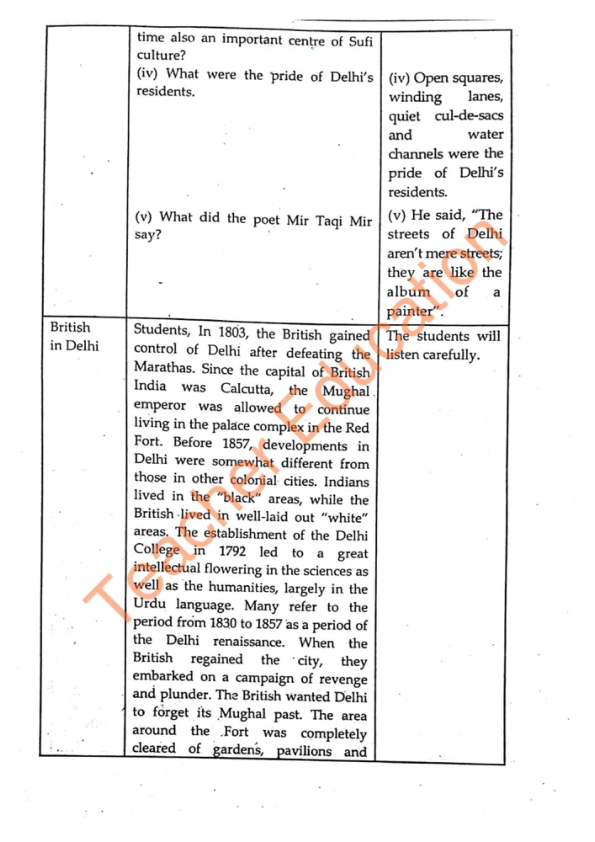 time also an important centre of Sufi
culture?
(iv) What were the pride of Delhi's
residents.
(iv) Open squares,
winding lanes,
quiet cul-de-sacs
and water
channels were the
pride of Delhi's
residents.
(v) What did the poet Mir Taqi Mir
say?
(v) He said, "The
streets of Delhi
aren't mere streets;
they are like the
album of a
painter".
British
in Delhi
Students, In 1803, the British gained
control of Delhi after defeating the
Marathas. Since the capital of British
India was Calcutta, the Mughal
emperor was allowed to continue
living in the palace complex in the Red
Fort. Before 1857, developments in
Delhi were somewhat different from
those in other colonial cities. Indians
lived in the "black" areas, while the
British lived in well-laid out "white"
areas. The establishment of the Delhi
College in 1792 led to a great
intellectual flowering in the sciences as
well as the humanities, largely in the
Urdu language. Many refer to the
period from 1830 to 1857 as a period of
the Delhi renaissance. When the
British regained the city, they
embarked on a campaign of revenge
and plunder. The British wanted Delhi
to forget its Mughal past. The area
around the Fort was completely
cleared of gardens, pavilions and
The students will
listen carefully.
Teacher Education